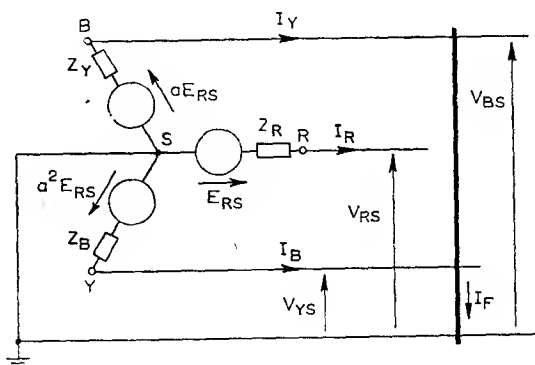 B
I_Y
Z_Y
aE_RS
V_BS
S
Z_R
R
I_R
a²E_RS
E_RS
V_RS
Z_B
I_B
Y
V_YS
I_F